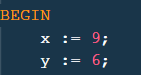 BEGIN
    x := 9;
    y := 6;